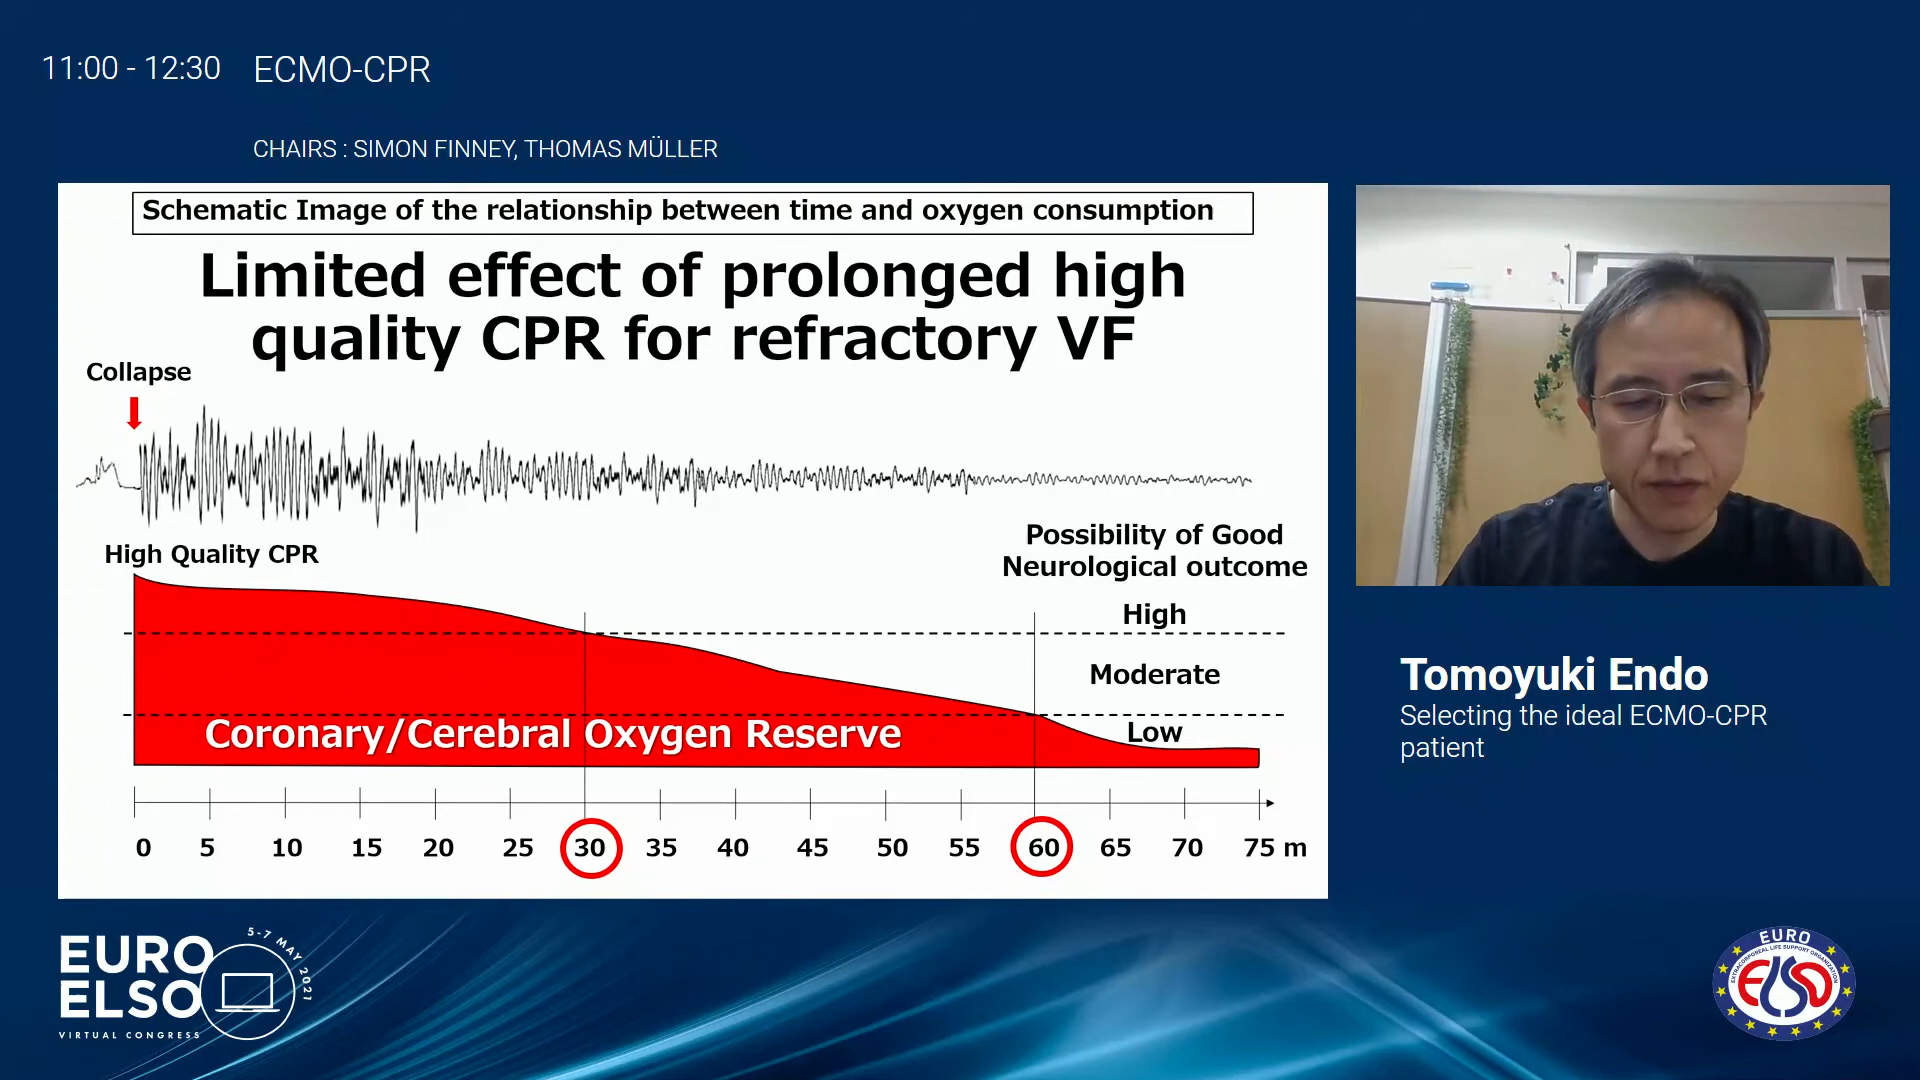 11:00 - 12:30 ECMO-CPR
CHAIRS : SIMON FINNEY, THOMAS MÜLLER
Schematic Image of the relationship between time and oxygen consumption
Limited effect of prolonged high
quality CPR for refractory VF
Collapse
High Quality CPR
Possibility of Good
Neurological outcome
High
Moderate
Low
Coronary/Cerebral Oxygen Reserve
0 5 10 15 20 25 30 35 40 45 50 55 60 65 70 75 m
Tomoyuki Endo
Selecting the ideal ECMO-CPR
patient
EURO
ELSO
VIRTUAL CONGRESS
5-7 MAY 2021
EURO
EXTRACORPOREAL LIFE SUPPORT ORGANIZATION
ELSO